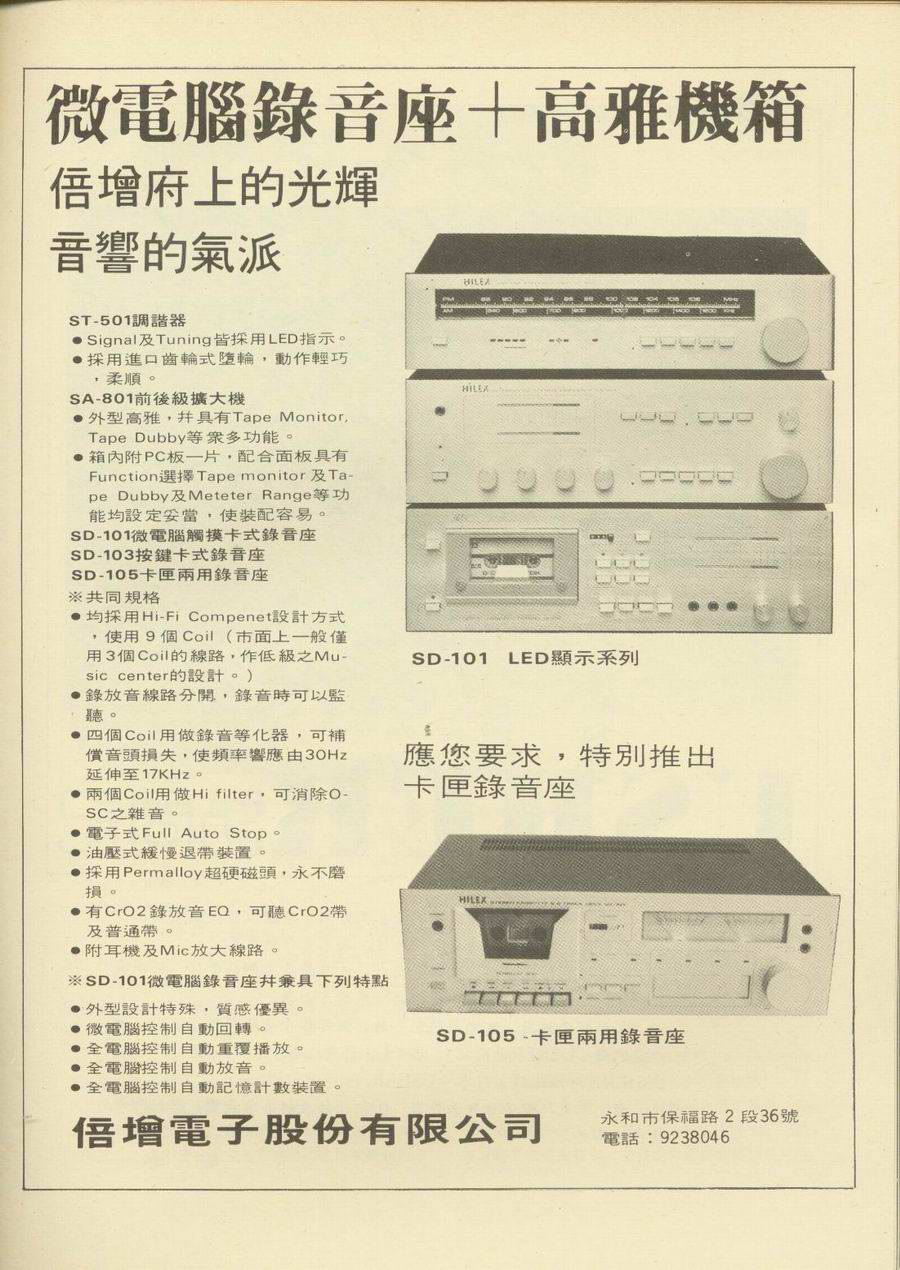 微電腦錄音座＋高雅機箱
倍增府上的光輝
音響的氣派
ST-501調諧器
●Signal及Tuning皆採用LED指示。
●採用進口齒輪式墮輪，動作輕巧
，柔順。
SA-801前後級擴大機
●外型高雅，幷具有Tape Monitor,
Tape Dubby等衆多功能。
●箱內附PC板一片，配合面板具有
Function選擇Tape monitor及Ta-
pe Dubby及Meteter Range等功
能均設定妥當，使裝配容易。
SD-101微電腦觸摸卡式錄音座
SD-103按鍵卡式錄音座
SD-105卡匣兩用錄音座
※共同規格
●均採用Hi-Fi Compenet設計方式
，使用9個Coil（市面上一般僅
用3個Coil的線路，作低級之Mu-
sic center的設計。）
●錄放音線路分開，錄音時可以監
聽。
●四個Coil用做錄音等化器，可補
償音頭損失，使頻率響應由30Hz
延伸至17KHz。
●兩個Coil用做Hi filter，可消除O-
SC之雜音。
●電子式Full Auto Stop。
●油壓式緩慢退帶裝置。
●採用Permalloy超硬磁頭，永不磨
損。
●有CrO2錄放音EQ，可聽CrO2帶
及普通帶。
●附耳機及Mic放大線路。
※SD-101微電腦錄音座幷兼具下列特點
●外型設計特殊，質感優異。
●微電腦控制自動回轉。
●全電腦控制自動重覆播放。
●全電腦控制自動放音。
●全電腦控制自動記憶計數裝置。
HILEX
FM 88 90 92 94 96 98 100 102 104 106 108 MHz
AM
HILEX
SD-101 LED顯示系列
應您要求，特別推出
卡匣錄音座
HILEX
SD-105 -卡匣兩用錄音座
倍增電子股份有限公司
永和市保福路2段36號
電話：9238046